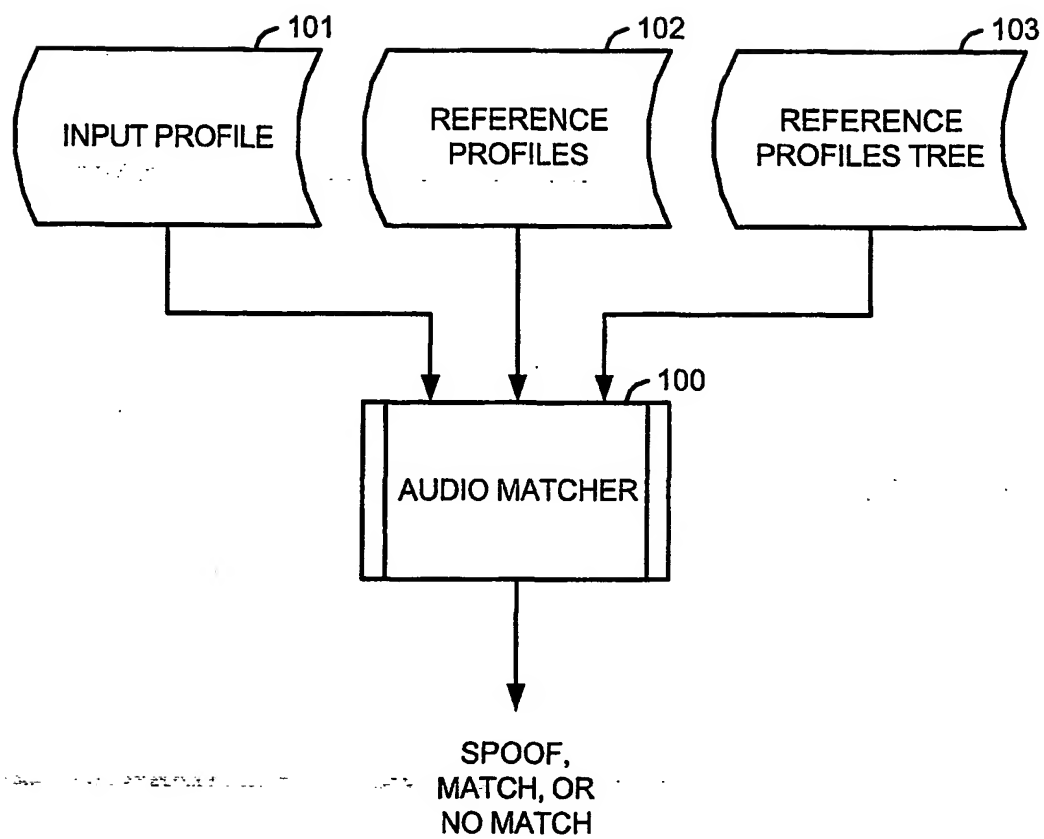 101
102
103
INPUT PROFILE
REFERENCE
PROFILES
REFERENCE
PROFILES TREE
100
AUDIO MATCHER
SPOOF,
MATCH, OR
NO MATCH